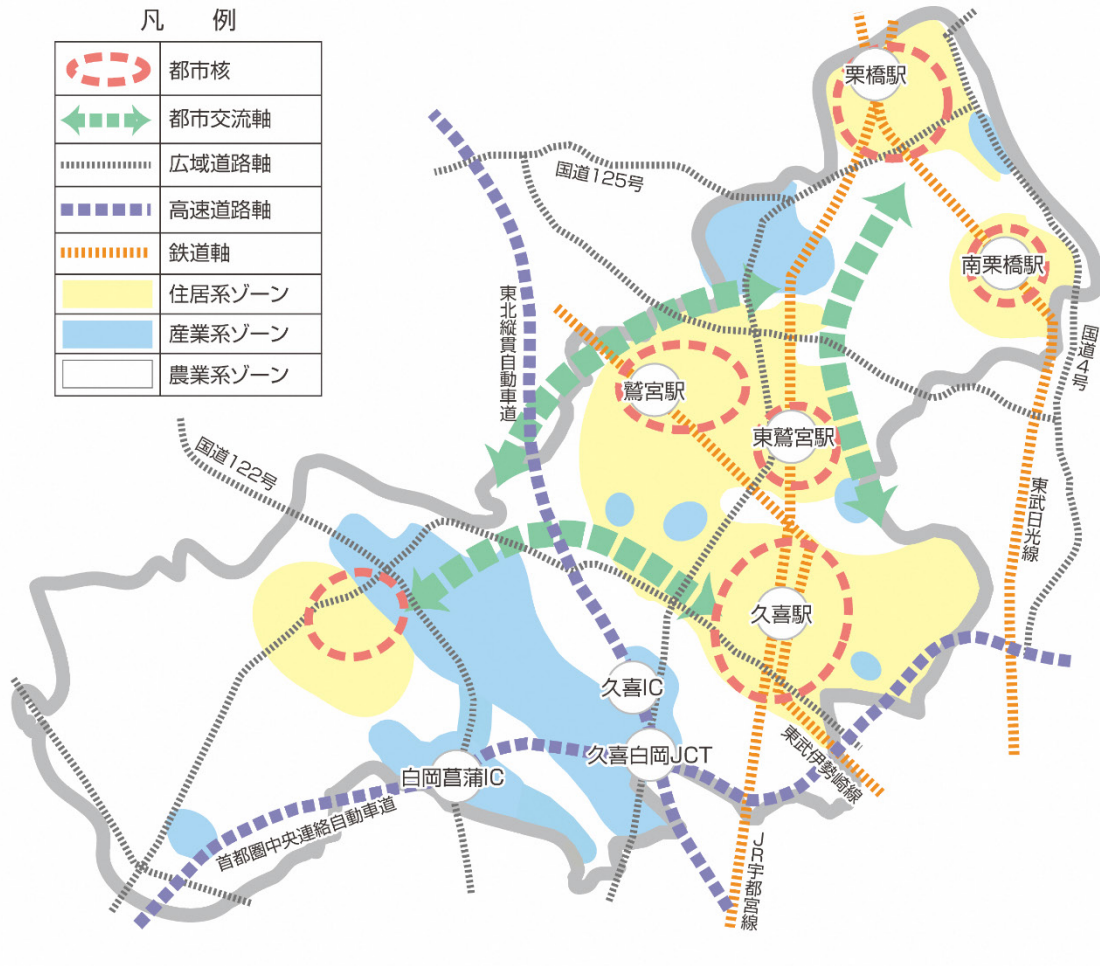 凡　例
都市核
都市交流軸
広域道路軸
高速道路軸
鉄道軸
住居系ゾーン
産業系ゾーン
農業系ゾーン
栗橋駅
国道125号
南栗橋駅
東北縦貫自動車道
国道4号
鷲宮駅
東鷲宮駅
国道122号
東武日光線
久喜駅
久喜IC
久喜白岡JCT
東武伊勢崎線
白岡菖蒲IC
首都圏中央連絡自動車道
JR宇都宮線